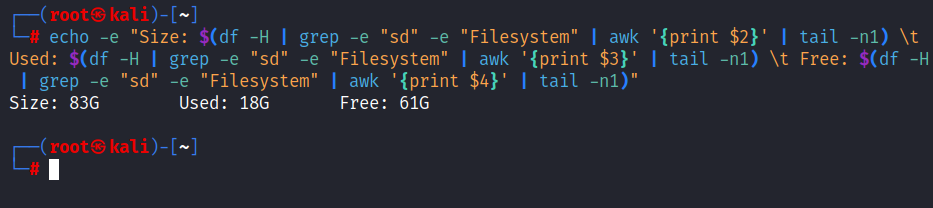 ┌──(root㉿kali)-[~]
└─# echo -e "Size: $(df -H | grep -e "sd" -e "Filesystem" | awk '{print $2}' | tail -n1) \t
Used: $(df -H | grep -e "sd" -e "Filesystem" | awk '{print $3}' | tail -n1) \t Free: $(df -H
| grep -e "sd" -e "Filesystem" | awk '{print $4}' | tail -n1)"
Size: 83G Used: 18G Free: 61G
┌──(root㉿kali)-[~]
└─#